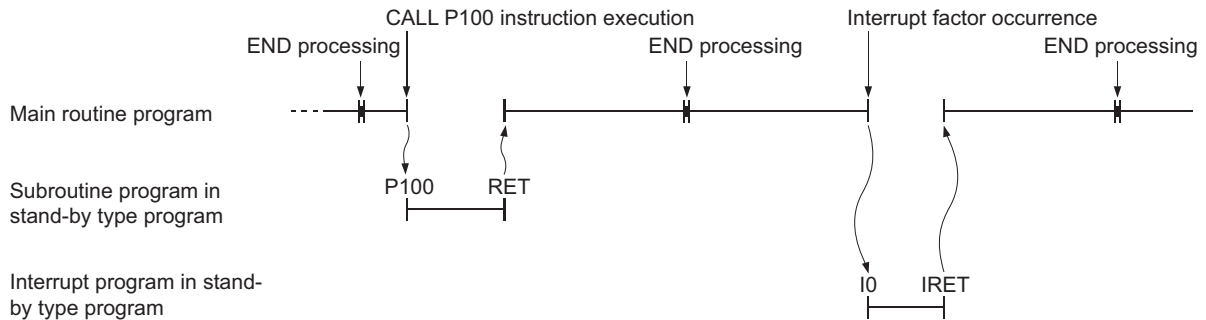 CALL P100 instruction execution
Interrupt factor occurrence
END processing
END processing
END processing
Main routine program
P100
RET
Subroutine program in
stand-by type program
I0
IRET
Interrupt program in stand-
by type program